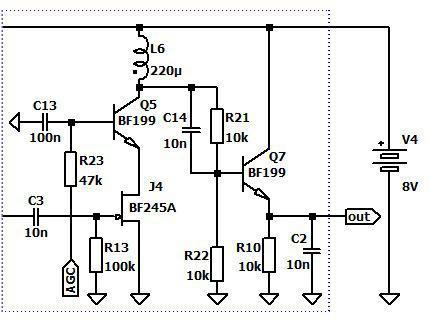 L6
220µ
C13
100n
Q5
BF199
C14
10n
R21
10k
Q7
BF199
V4
8V
R23
47k
J4
BF245A
C3
10n
R13
100k
AGC
R22
10k
R10
10k
C2
10n
out